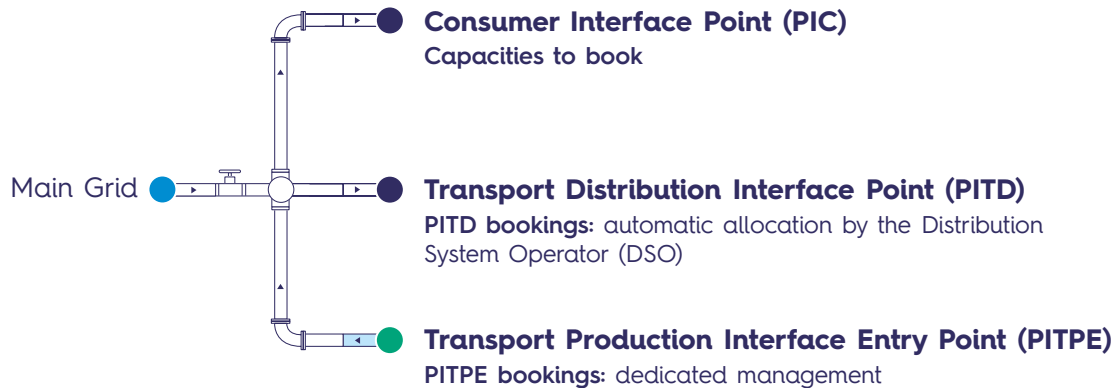 Consumer Interface Point (PIC)
Capacities to book
Main Grid
Transport Distribution Interface Point (PITD)
PITD bookings: automatic allocation by the Distribution
System Operator (DSO)
Transport Production Interface Entry Point (PITPE)
PITPE bookings: dedicated management